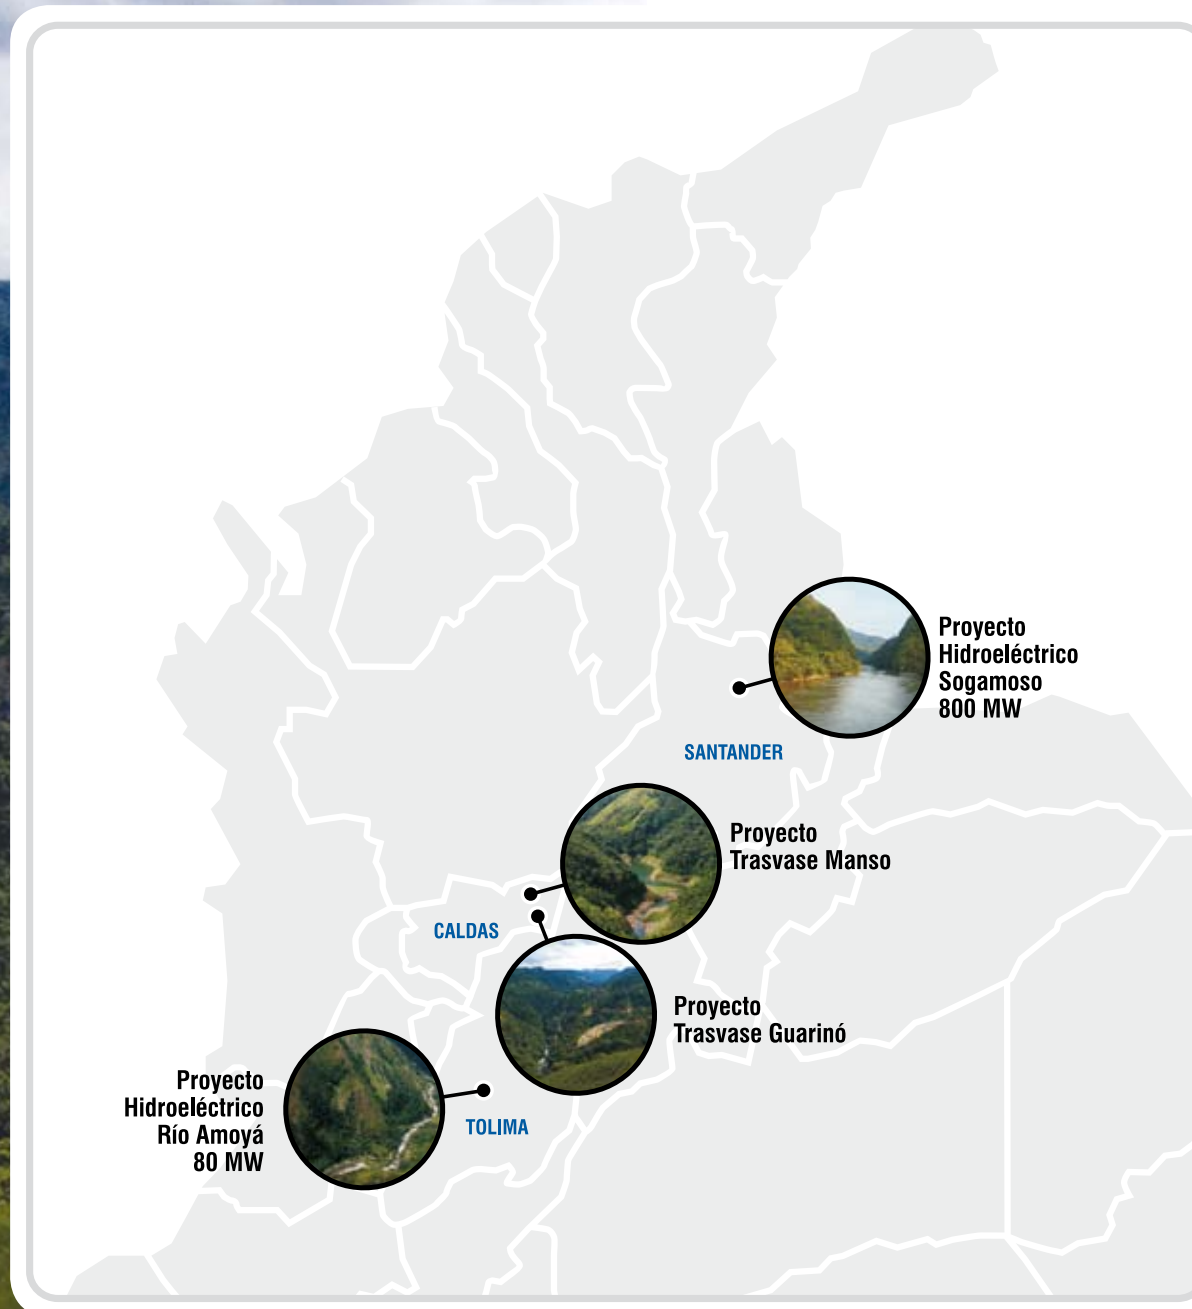 Proyecto
Hidroeléctrico
Sogamoso
800 MW
SANTANDER
Proyecto
Trasvase Manso
CALDAS
Proyecto
Trasvase Guarinó
Proyecto
Hidroeléctrico
Río Amoyá
80 MW
TOLIMA